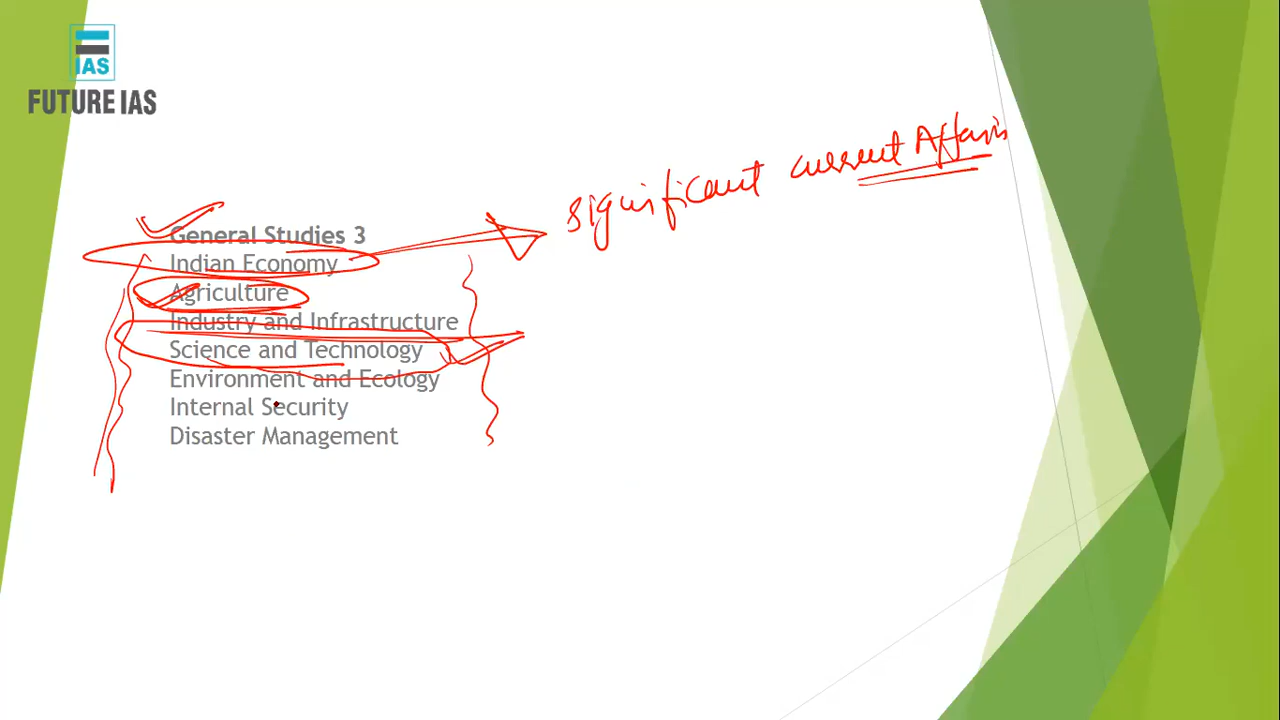 IAS
FUTURE IAS
significant current Affairs
General Studies 3
Indian Economy
Agriculture
Industry and Infrastructure
Science and Technology
Environment and Ecology
Internal Security
Disaster Management